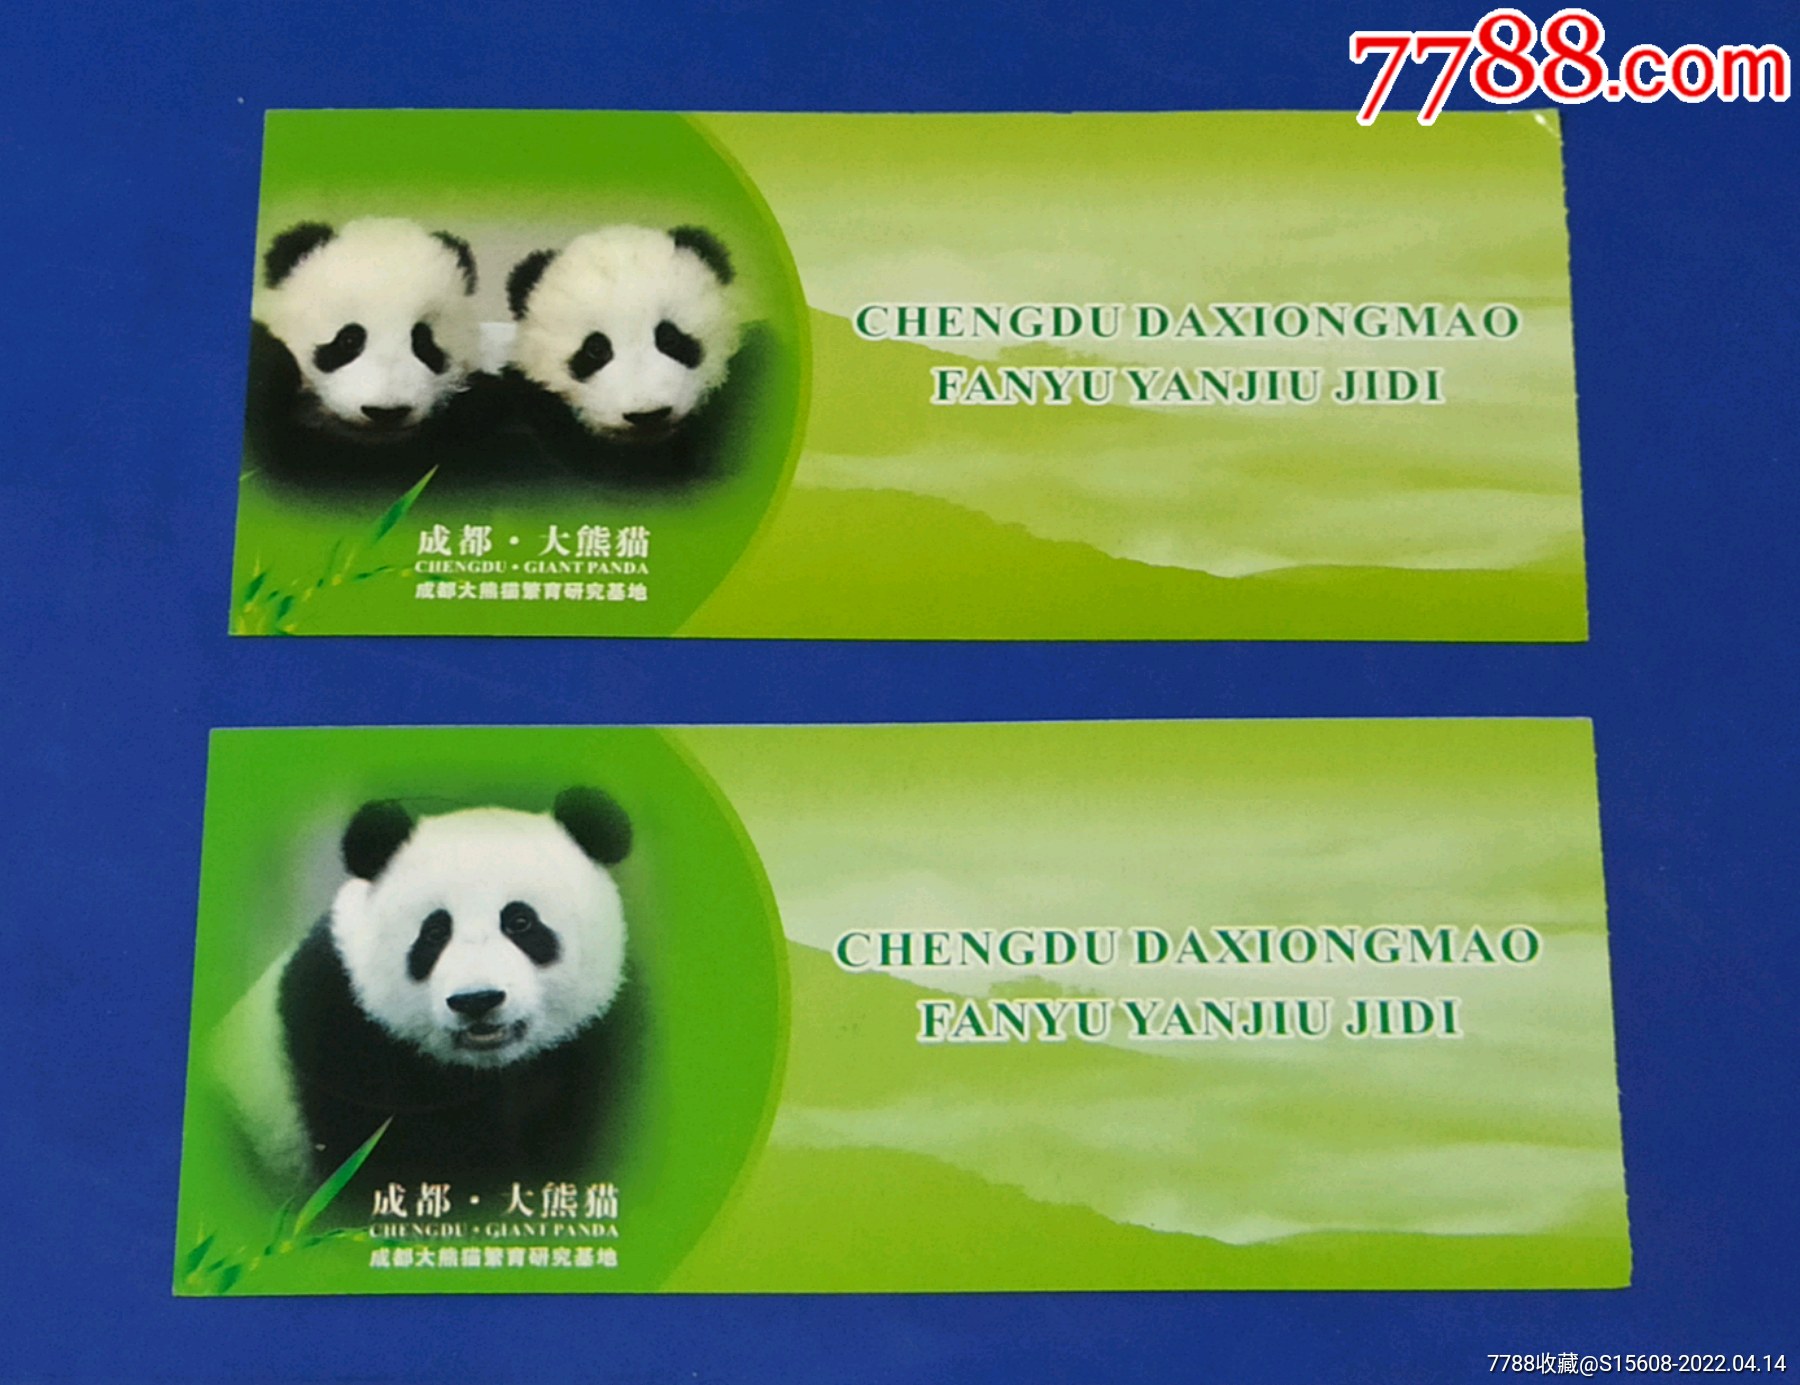 7788.com
CHENGDU DAXIONGMAO
FANYU YANJIU JIDI
成都·大熊猫
CHENGDU·GIANT PANDA
成都大熊猫繁育研究基地
CHENGDU DAXIONGMAO
FANYU YANJIU JIDI
成都·大熊猫
CHENGDU·GIANT PANDA
成都大熊猫繁育研究基地
7788收藏@S15608-2022.04.14